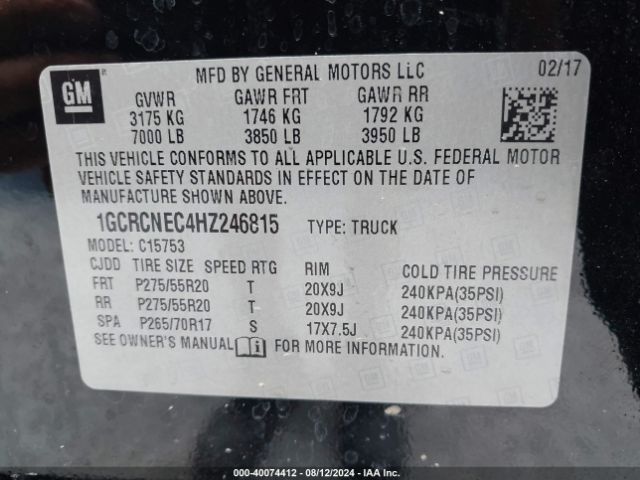 GM
MFD BY GENERAL MOTORS LLC 02/17
GVWR GAWR FRT GAWR RR
3175 KG 1746 KG 1792 KG
7000 LB 3850 LB 3950 LB
THIS VEHICLE CONFORMS TO ALL APPLICABLE U.S. FEDERAL MOTOR
VEHICLE SAFETY STANDARDS IN EFFECT ON THE DATE OF
MANUFACTURE SHOWN ABOVE.
1GCRCNEC4HZ246815 TYPE: TRUCK
MODEL: C15753
CJDD TIRE SIZE SPEED RTG RIM COLD TIRE PRESSURE
FRT P275/55R20 T 20X9J 240KPA(35PSI)
RR P275/55R20 T 20X9J 240KPA(35PSI)
SPA P265/70R17 S 17X7.5J 240KPA(35PSI)
SEE OWNER'S MANUAL FOR MORE INFORMATION.
000-40074412 - 08/12/2024 - IAA Inc.